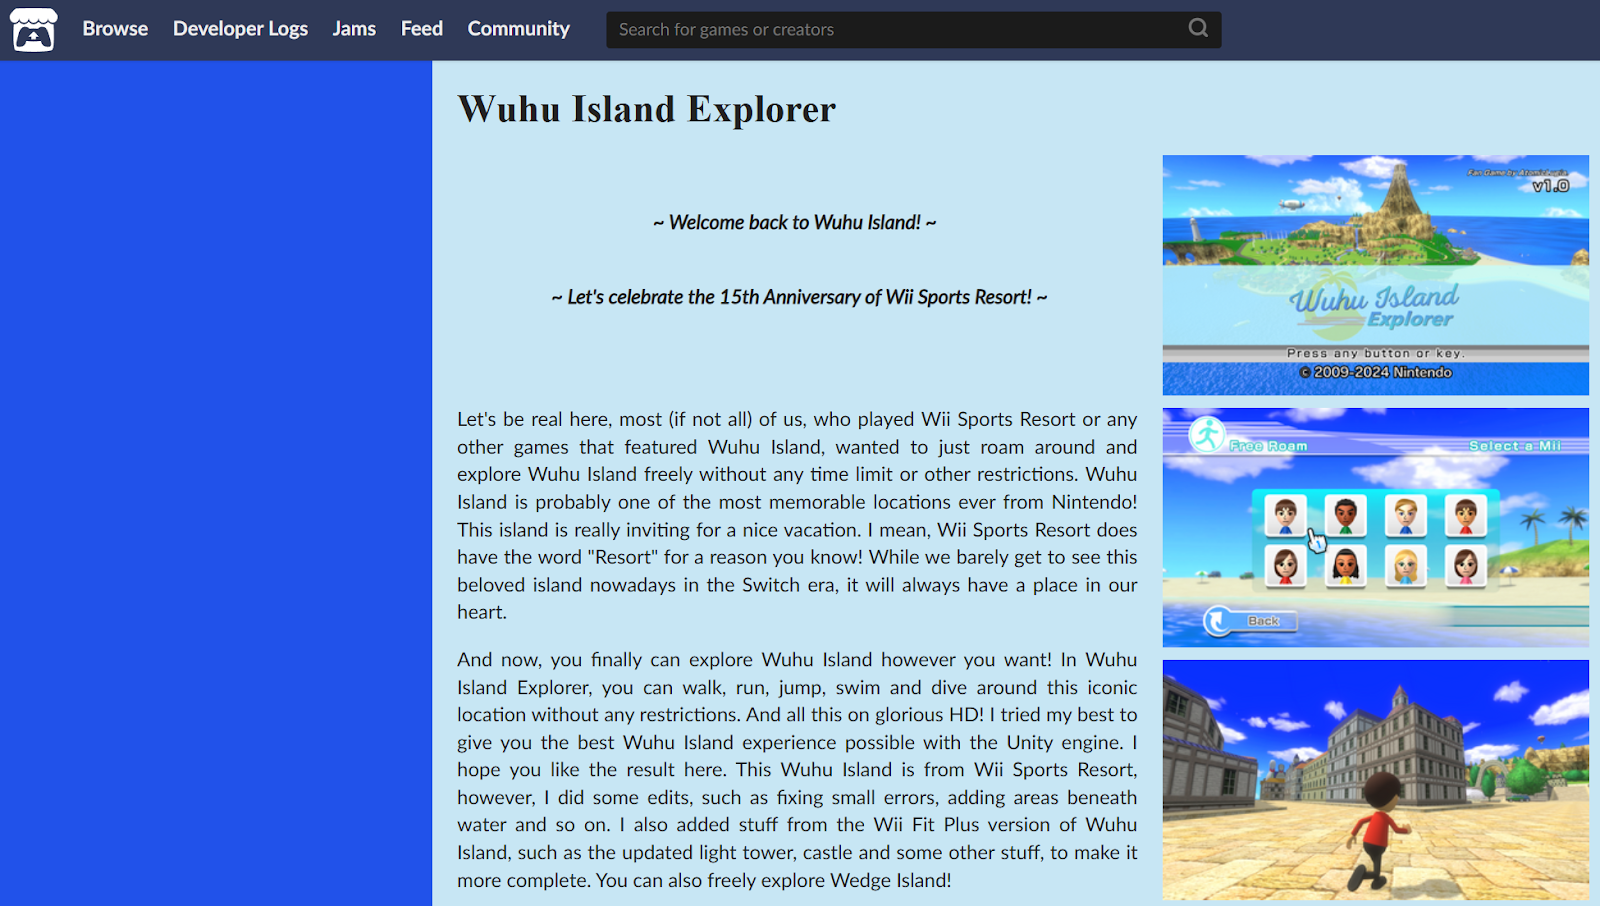 Browse
Developer Logs
Jams
Feed
Community
Search for games or creators
Wuhu Island Explorer
~ Welcome back to Wuhu Island! ~
~ Let's celebrate the 15th Anniversary of Wii Sports Resort! ~
Let's be real here, most (if not all) of us, who played Wii Sports Resort or any
other games that featured Wuhu Island, wanted to just roam around and
explore Wuhu Island freely without any time limit or other restrictions. Wuhu
Island is probably one of the most memorable locations ever from Nintendo!
This island is really inviting for a nice vacation. I mean, Wii Sports Resort does
have the word "Resort" for a reason you know! While we barely get to see this
beloved island nowadays in the Switch era, it will always have a place in our
heart.
And now, you finally can explore Wuhu Island however you want! In Wuhu
Island Explorer, you can walk, run, jump, swim and dive around this iconic
location without any restrictions. And all this on glorious HD! I tried my best to
give you the best Wuhu Island experience possible with the Unity engine. I
hope you like the result here. This Wuhu Island is from Wii Sports Resort,
however, I did some edits, such as fixing small errors, adding areas beneath
water and so on. I also added stuff from the Wii Fit Plus version of Wuhu
Island, such as the updated light tower, castle and some other stuff, to make it
more complete. You can also freely explore Wedge Island!
Fan Game by
v1.0
Wuhu Island
Explorer
Press any button or key.
© 2009-2024 Nintendo
Free Roam
Select a Mii
1
Back